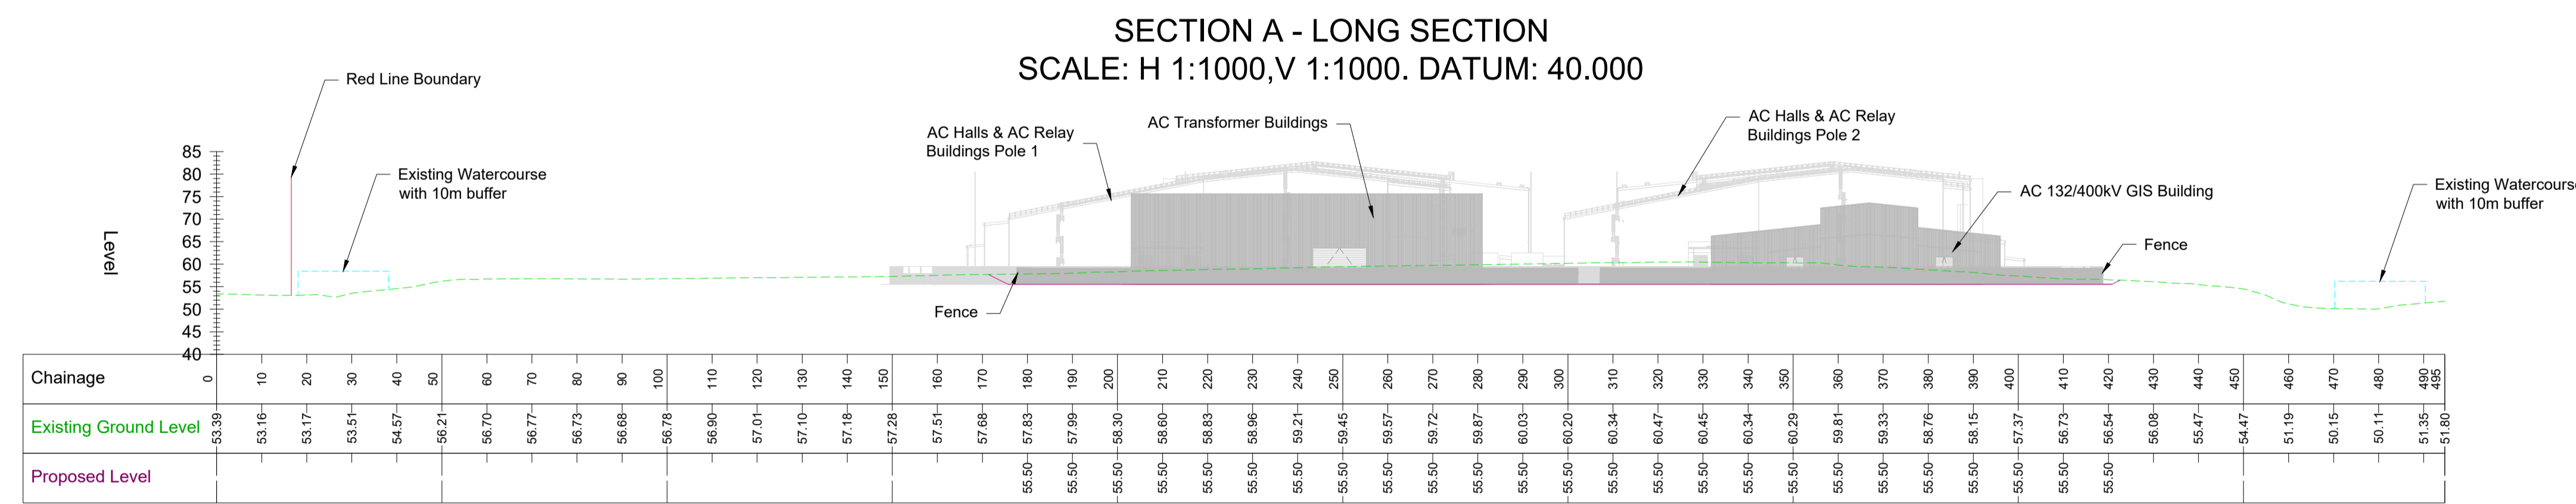 SECTION A - LONG SECTION
SCALE: H 1:1000,V 1:1000. DATUM: 40.000
Red Line Boundary
Existing Watercourse
with 10m buffer
AC Halls & AC Relay
Buildings Pole 1
AC Transformer Buildings
AC Halls & AC Relay
Buildings Pole 2
AC 132/400kV GIS Building
Existing Watercourse
with 10m buffer
Fence
Fence
Level
85
80
75
70
65
60
55
50
45
40
Chainage 0 10 20 30 40 50 60 70 80 90 100 110 120 130 140 150 160 170 180 190 200 210 220 230 240 250 260 270 280 290 300 310 320 330 340 350 360 370 380 390 400 410 420 430 440 450 460 470 480 490 495
Existing Ground Level 53.39 53.16 53.17 53.51 54.57 56.21 56.70 56.77 56.73 56.68 56.78 56.90 57.01 57.10 57.18 57.28 57.51 57.68 57.83 57.99 58.30 58.60 58.83 58.96 59.21 59.45 59.57 59.72 59.87 60.03 60.20 60.34 60.47 60.45 60.34 60.29 59.81 59.33 58.76 58.15 57.37 56.73 56.54 56.08 55.47 54.47 51.19 50.15 50.11 51.35 51.80
Proposed Level 55.50 55.50 55.50 55.50 55.50 55.50 55.50 55.50 55.50 55.50 55.50 55.50 55.50 55.50 55.50 55.50 55.50 55.50 55.50 55.50 55.50 55.50 55.50 55.50 55.50